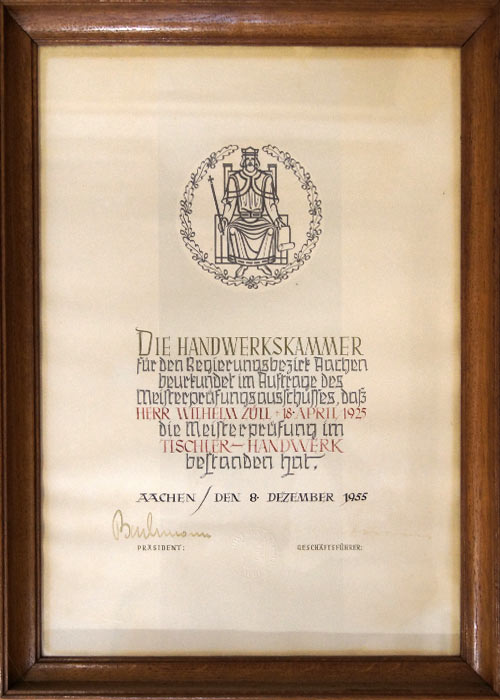 DIE HANDWERKSKAMMER
für den Regierungsbezirk Aachen
beurkundet im Auftrage des
Meisterprüfungsausschusses, daß
HERR WILHELM ZÜLL * 18·APRIL 1925
die Meisterprüfung im
TISCHLER-HANDWERK
bestanden hat.
AACHEN / DEN 8· DEZEMBER 1955
PRÄSIDENT:
GESCHÄFTSFÜHRER: